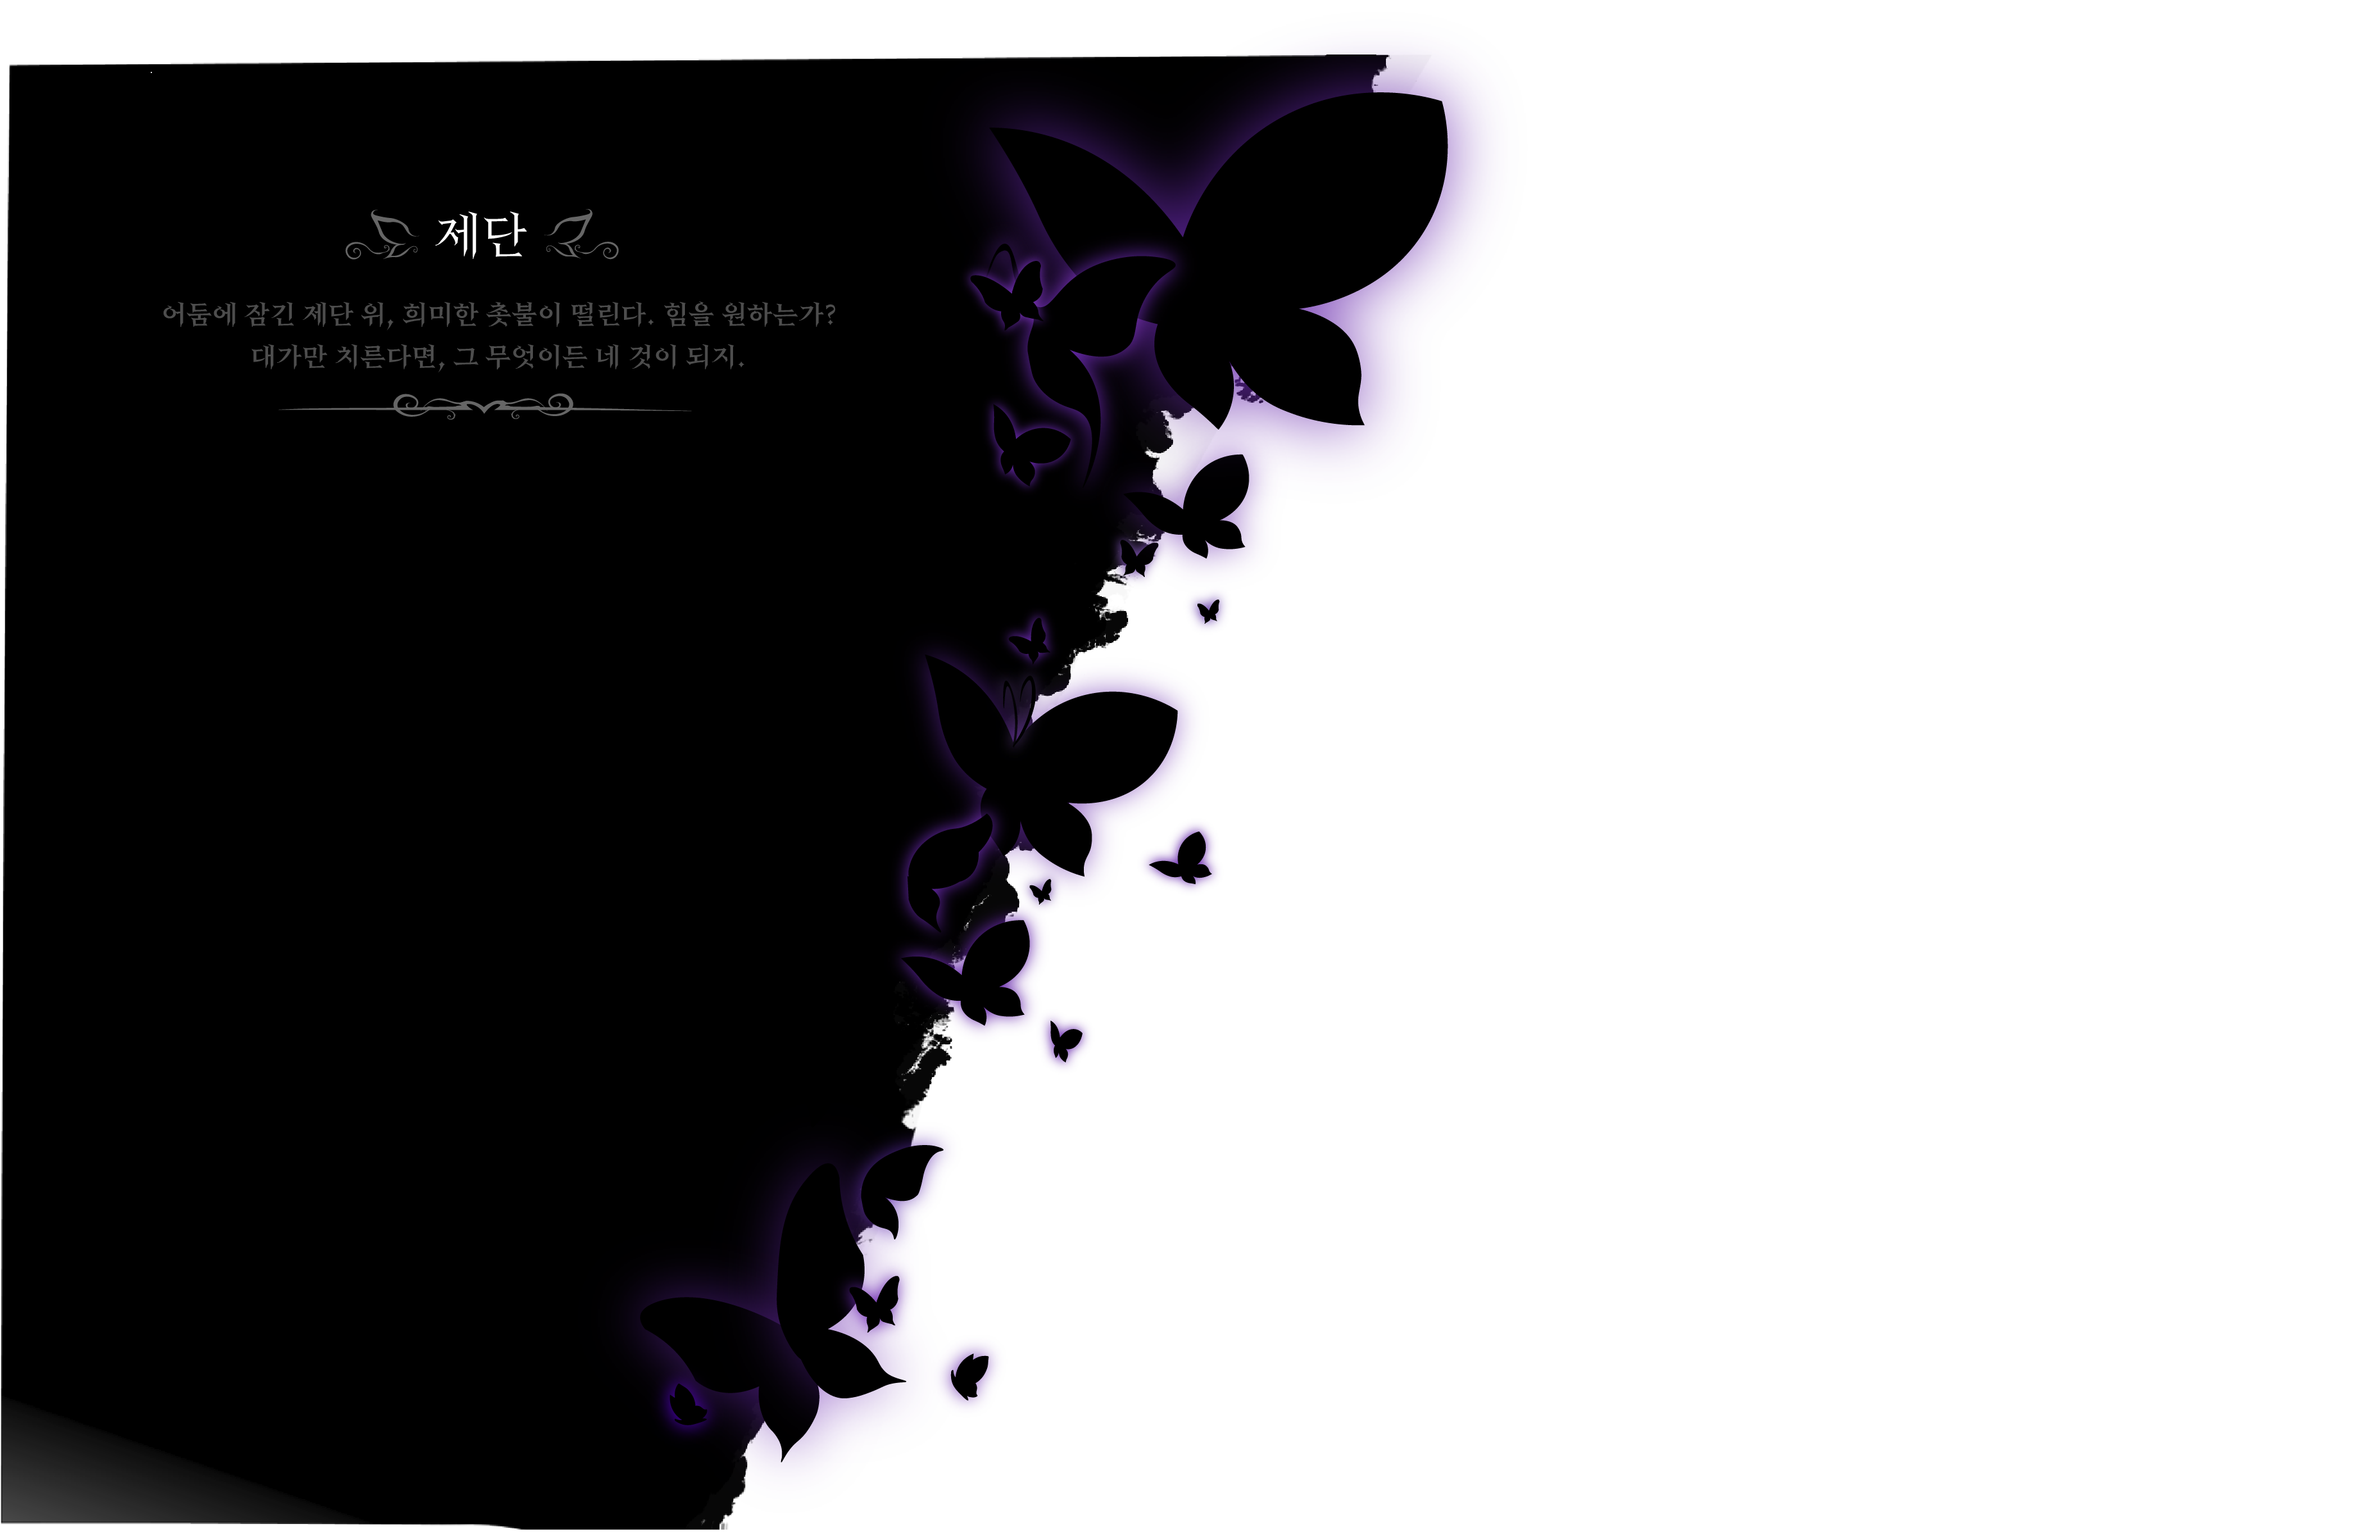 제단
어둠에 잠긴 제단 위, 희미한 촛불이 떨린다. 힘을 원하는가?
대가만 치른다면, 그 무엇이든 네 것이 되지.